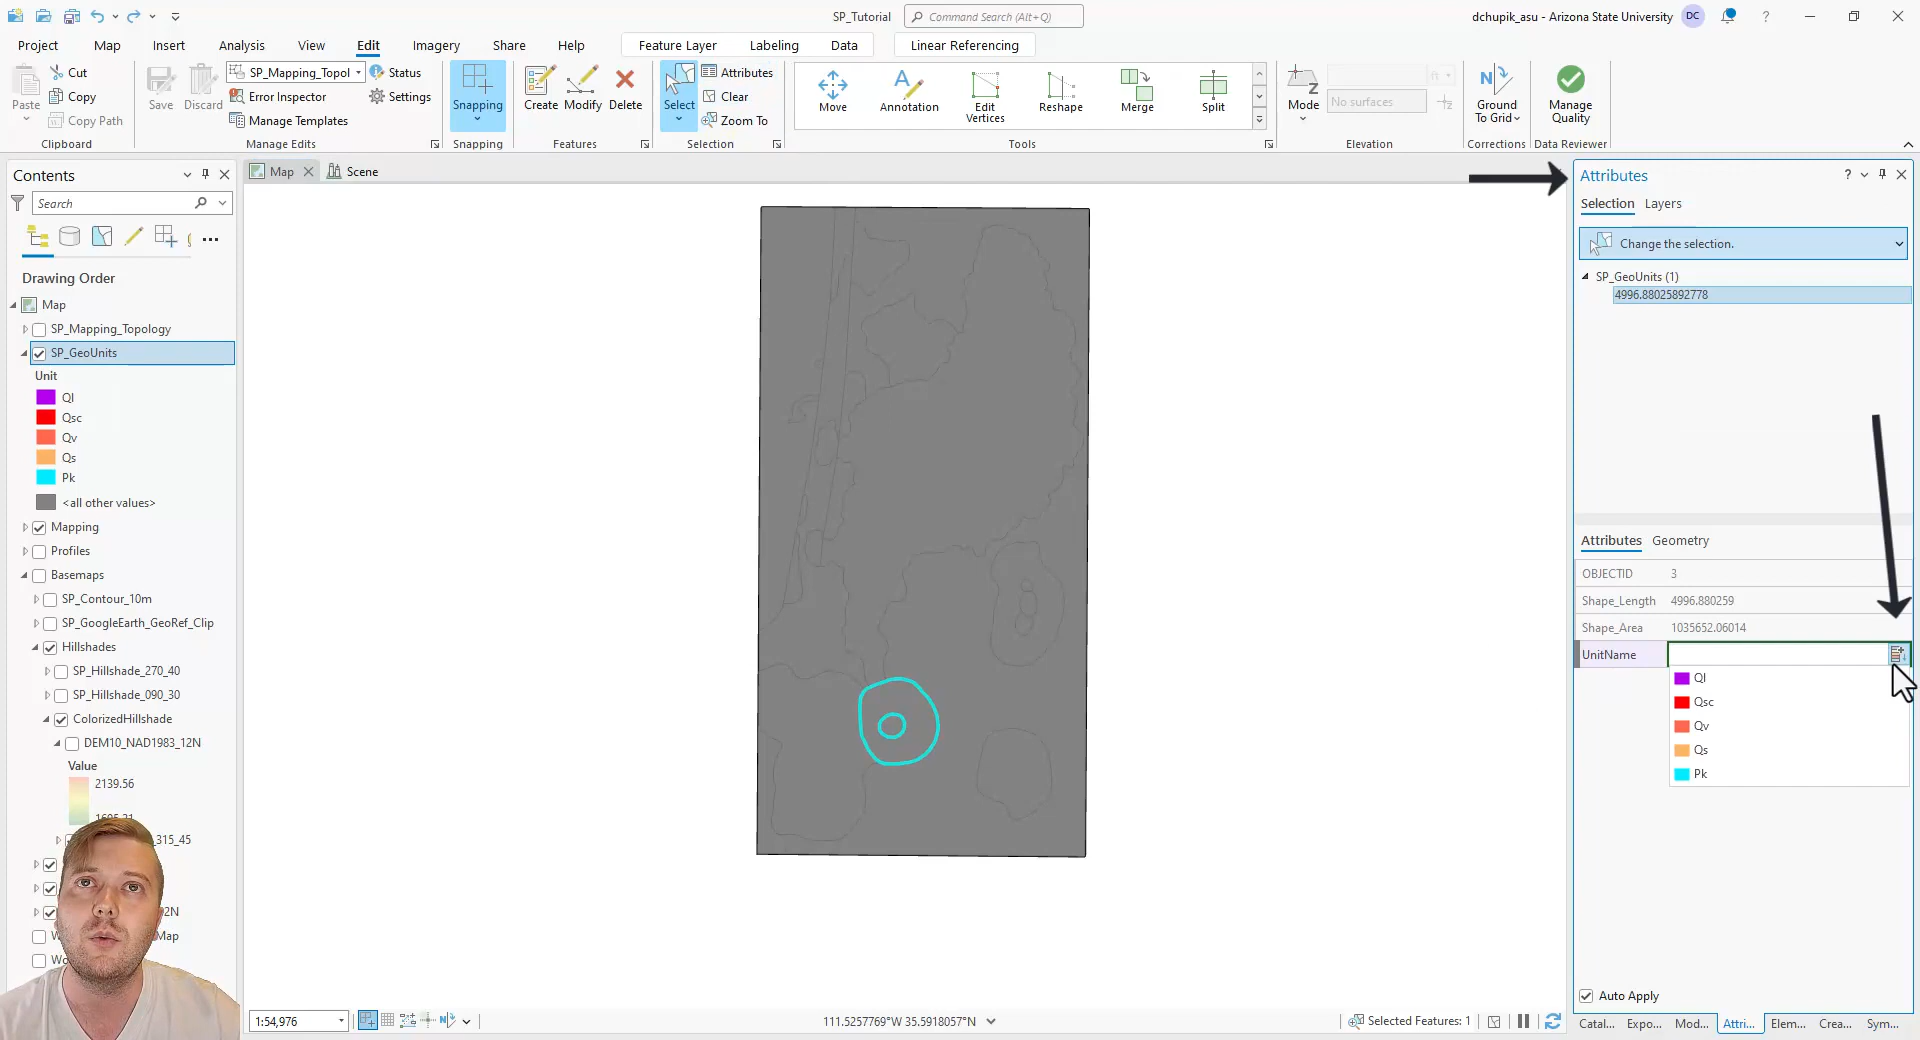 SP_Tutorial
Command Search (Alt+Q)
dchupik_asu - Arizona State University
DC
?
Project Map Insert Analysis View Edit Imagery Share Help Feature Layer Labeling Data Linear Referencing
Paste
Cut
Copy
Copy Path
Clipboard
Save
Discard
SP_Mapping_Topol
Error Inspector
Manage Templates
Status
Settings
Manage Edits
Snapping
Snapping
Create
Modify
Delete
Features
Select
Attributes
Clear
Zoom To
Selection
Move
Annotation
Edit
Vertices
Reshape
Merge
Split
Tools
Mode
ft
No surfaces
Elevation
Ground
To Grid
Corrections
Manage
Quality
Data Reviewer
Contents
Search
Drawing Order
Map
SP_Mapping_Topology
SP_GeoUnits
Unit
Ql
Qsc
Qv
Qs
Pk
<all other values>
Mapping
Profiles
Basemaps
SP_Contour_10m
SP_GoogleEarth_GeoRef_Clip
Hillshades
SP_Hillshade_270_40
SP_Hillshade_090_30
ColorizedHillshade
DEM10_NAD1983_12N
Value
2139.56
_315_45
2N
Map
Wo
Map
Scene
1:54,976
111.5257769°W 35.5918057°N
Selected Features: 1
Attributes
?
Selection Layers
Change the selection.
SP_GeoUnits (1)
4996.88025892778
Attributes Geometry
OBJECTID 3
Shape_Length 4996.880259
Shape_Area 1035652.06014
UnitName
Ql
Qsc
Qv
Qs
Pk
Auto Apply
Catal... Expo... Mod... Attri... Elem... Crea... Sym...